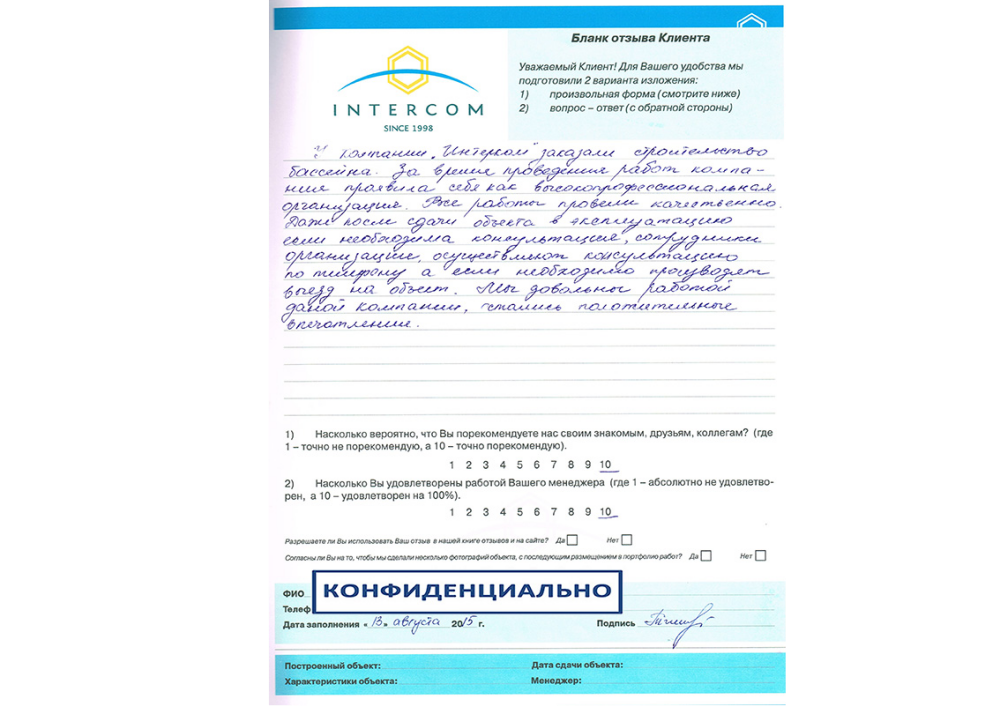 Бланк отзыва Клиента
Уважаемый Клиент! Для Вашего удобства мы
подготовили 2 варианта изложения:
1) произвольная форма (смотрите ниже)
2) вопрос – ответ (с обратной стороны)
INTERCOM
SINCE 1998
У компании „Интерком" заказали строительство
бассейна. За время проведения работ компа-
ния проявила себя как высокопрофессиональная
организация. Все работы провели качественно.
Даже после сдачи объекта в эксплуатацию
если необходима консультация, сотрудники
организации, осуществляют консультацию
по телефону а если необходимо производят
выезд на объект. Мы довольны работой
даной компании, остались положительные
впечатления.
1) Насколько вероятно, что Вы порекомендуете нас своим знакомым, друзьям, коллегам? (где
1 – точно не порекомендую, а 10 – точно порекомендую).
1 2 3 4 5 6 7 8 9 10
2) Насколько Вы удовлетворены работой Вашего менеджера (где 1 – абсолютно не удовлетво-
рен, а 10 – удовлетворен на 100%).
1 2 3 4 5 6 7 8 9 10
Разрешаете ли Вы использовать Ваш отзыв в нашей книге отзывов и на сайте? Да Нет
Согласны ли Вы на то, чтобы мы сделали несколько фотографий объекта, с последующим размещением в портфолио работ? Да Нет
ФИО
КОНФИДЕНЦИАЛЬНО
Телеф
Дата заполнения « 13 » августа 2015 г. Подпись
Построенный объект: Дата сдачи объекта:
Характеристики объекта: Менеджер: